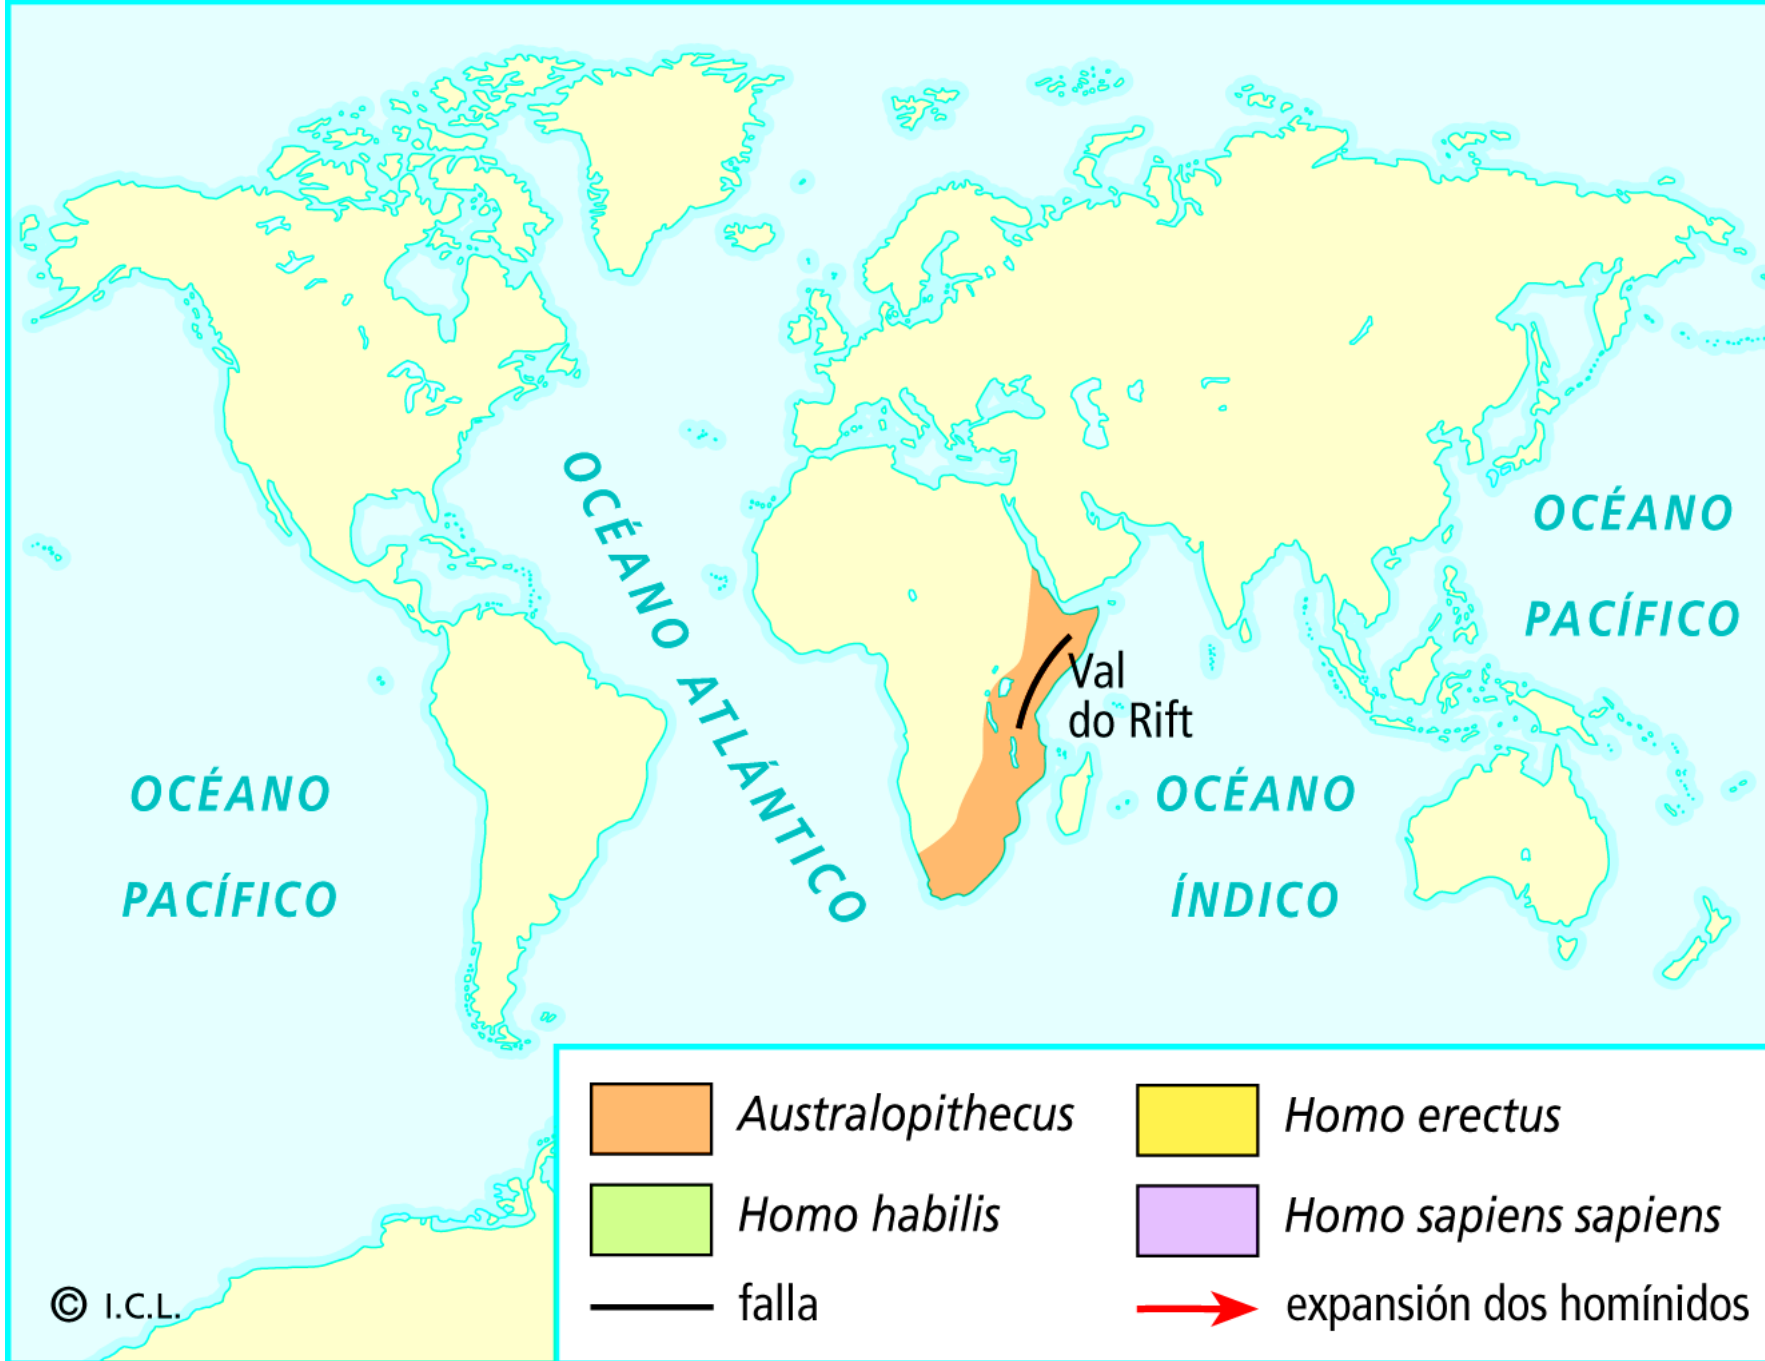 OCÉANO ATLÁNTICO
OCÉANO
PACÍFICO
Val
do Rift
OCÉANO
PACÍFICO
OCÉANO
ÍNDICO
Australopithecus
Homo erectus
Homo habilis
Homo sapiens sapiens
falla
expansión dos homínidos
© I.C.L.